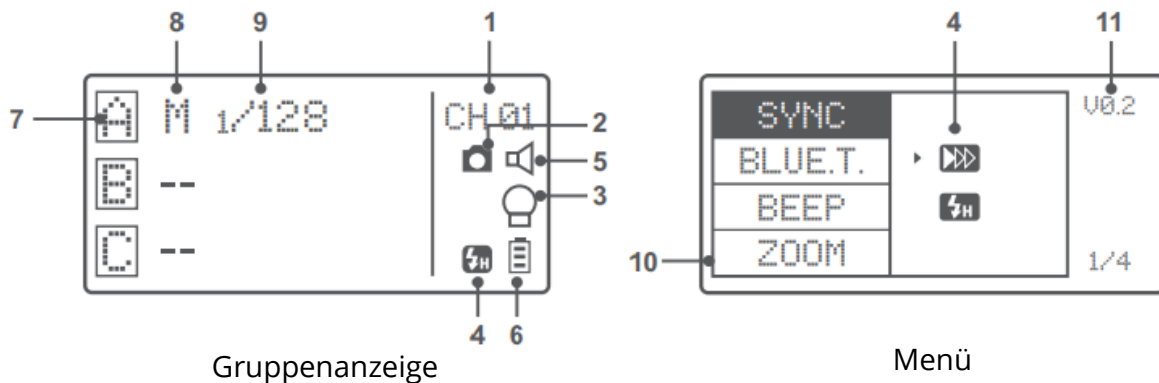 8 9 1 4 11
A M 1/128 CH 01
7 2
5
B --
3
C --
4 6
SYNC V0.2
BLUE.T.
BEEP H
ZOOM
10 1/4
H
Gruppenanzeige
Menü